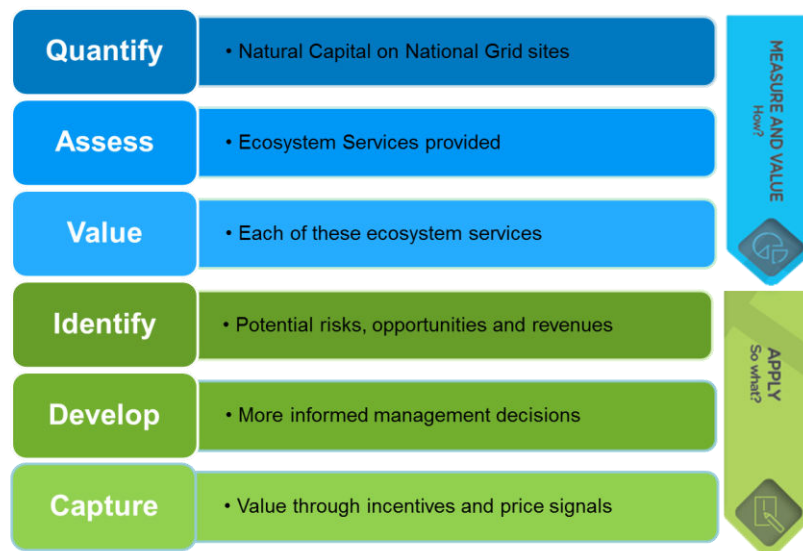 Quantify
• Natural Capital on National Grid sites
Assess
• Ecosystem Services provided
Value
• Each of these ecosystem services
Identify
• Potential risks, opportunities and revenues
Develop
• More informed management decisions
Capture
• Value through incentives and price signals
MEASURE AND VALUE
How?
APPLY
So what?